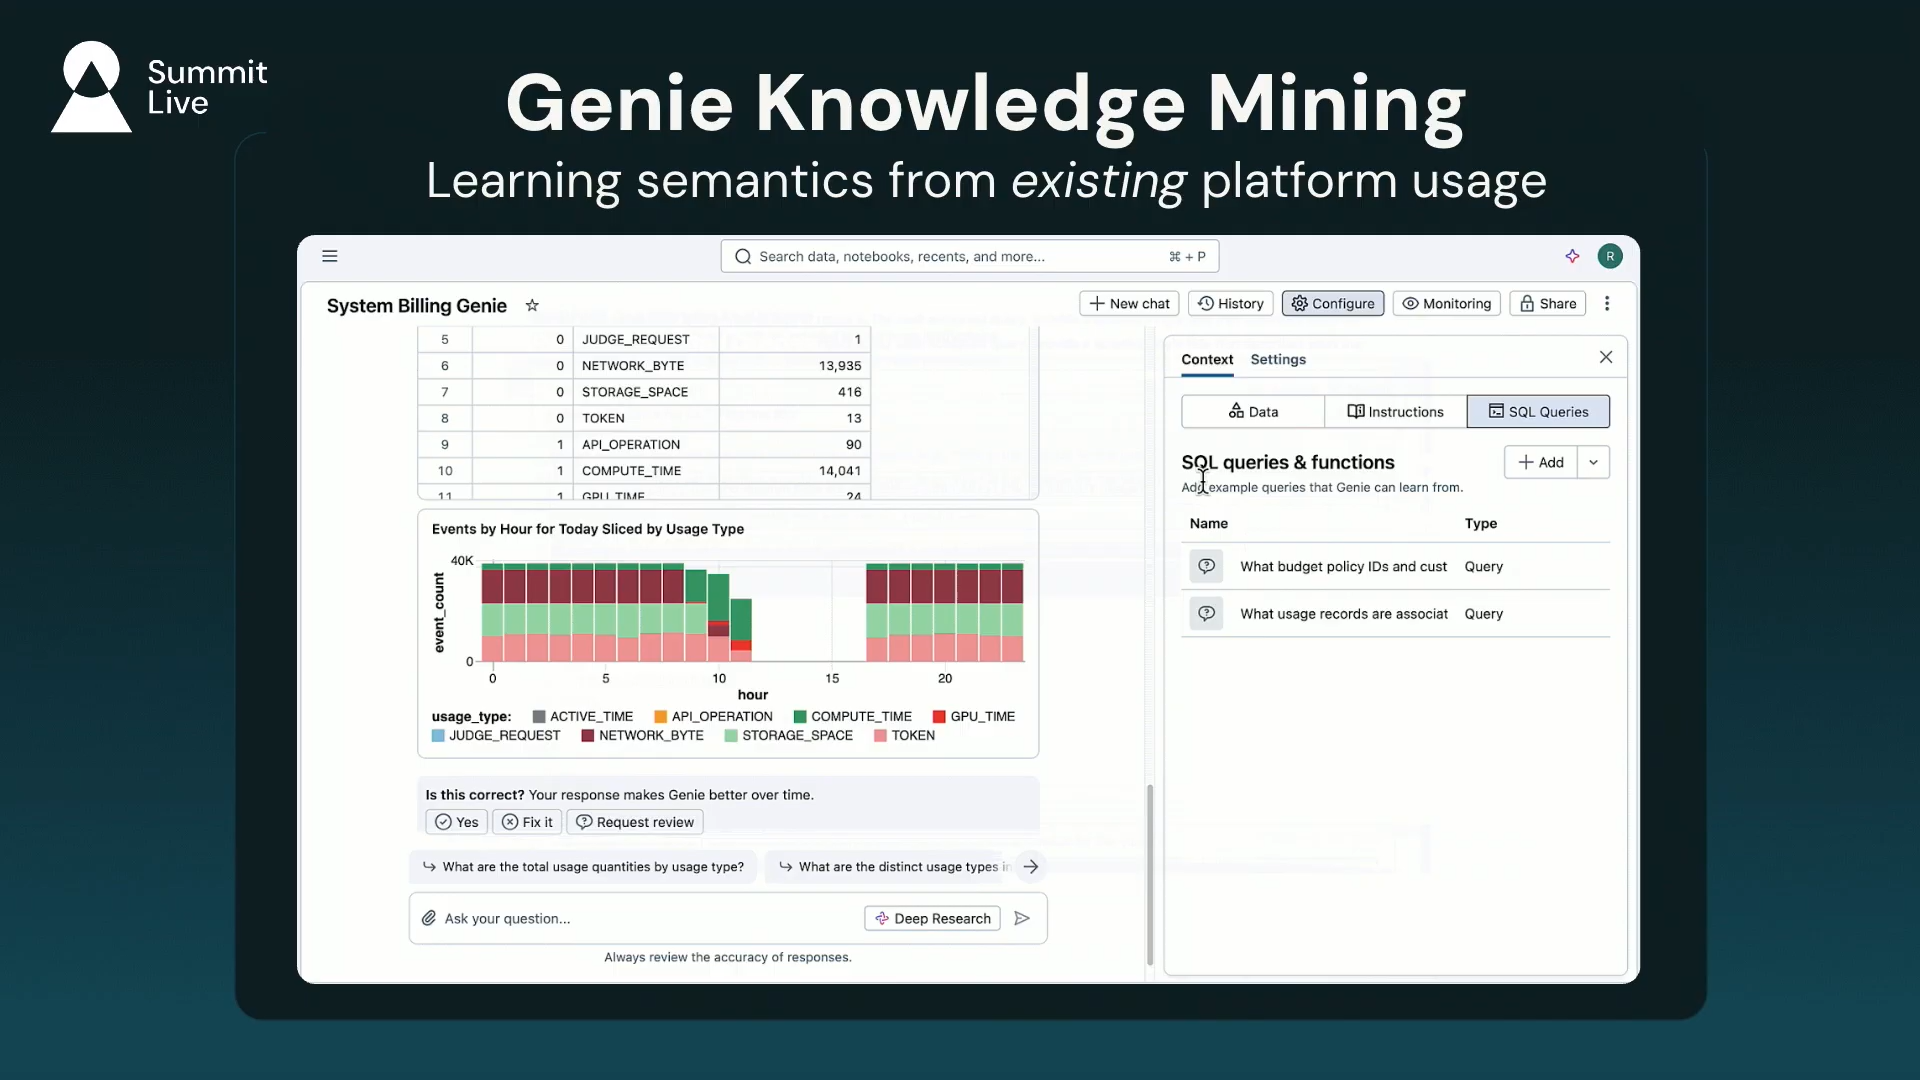 Summit
Live
Genie Knowledge Mining
Learning semantics from existing platform usage
Search data, notebooks, recents, and more...
⌘ + P
R
System Billing Genie
New chat
History
Configure
Monitoring
Share
5 0 JUDGE_REQUEST 1
6 0 NETWORK_BYTE 13,935
7 0 STORAGE_SPACE 416
8 0 TOKEN 13
9 1 API_OPERATION 90
10 1 COMPUTE_TIME 14,041
11 1 GPU_TIME 24
Events by Hour for Today Sliced by Usage Type
40K
event_count
0
0 5 10 15 20
hour
usage_type: ACTIVE_TIME API_OPERATION COMPUTE_TIME GPU_TIME
JUDGE_REQUEST NETWORK_BYTE STORAGE_SPACE TOKEN
Is this correct? Your response makes Genie better over time.
Yes
Fix it
Request review
What are the total usage quantities by usage type?
What are the distinct usage types in
Ask your question...
Deep Research
Always review the accuracy of responses.
Context
Settings
Data
Instructions
SQL Queries
SQL queries & functions
Add
Add example queries that Genie can learn from.
Name Type
What budget policy IDs and cust Query
What usage records are associat Query